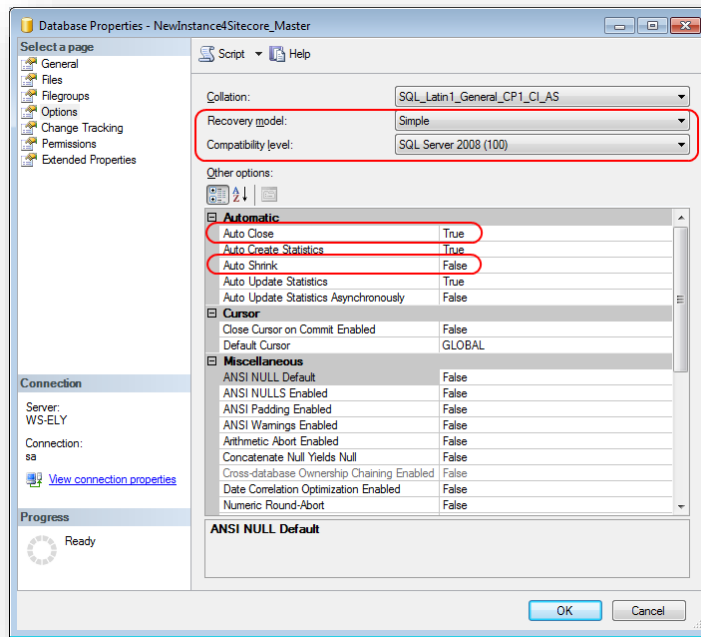 Database Properties - NewInstance4Sitecore_Master
Select a page
General
Files
Filegroups
Options
Change Tracking
Permissions
Extended Properties
Connection
Server:
WS-ELY
Connection:
sa
View connection properties
Progress
Ready
Script Help
Collation: SQL_Latin1_General_CP1_CI_AS
Recovery model: Simple
Compatibility level: SQL Server 2008 (100)
Other options:
Automatic
Auto Close True
Auto Create Statistics True
Auto Shrink False
Auto Update Statistics True
Auto Update Statistics Asynchronously False
Cursor
Close Cursor on Commit Enabled False
Default Cursor GLOBAL
Miscellaneous
ANSI NULL Default False
ANSI NULLS Enabled False
ANSI Padding Enabled False
ANSI Warnings Enabled False
Arithmetic Abort Enabled False
Concatenate Null Yields Null False
Cross-database Ownership Chaining Enabled False
Date Correlation Optimization Enabled False
Numeric Round-Abort False
ANSI NULL Default
OK Cancel